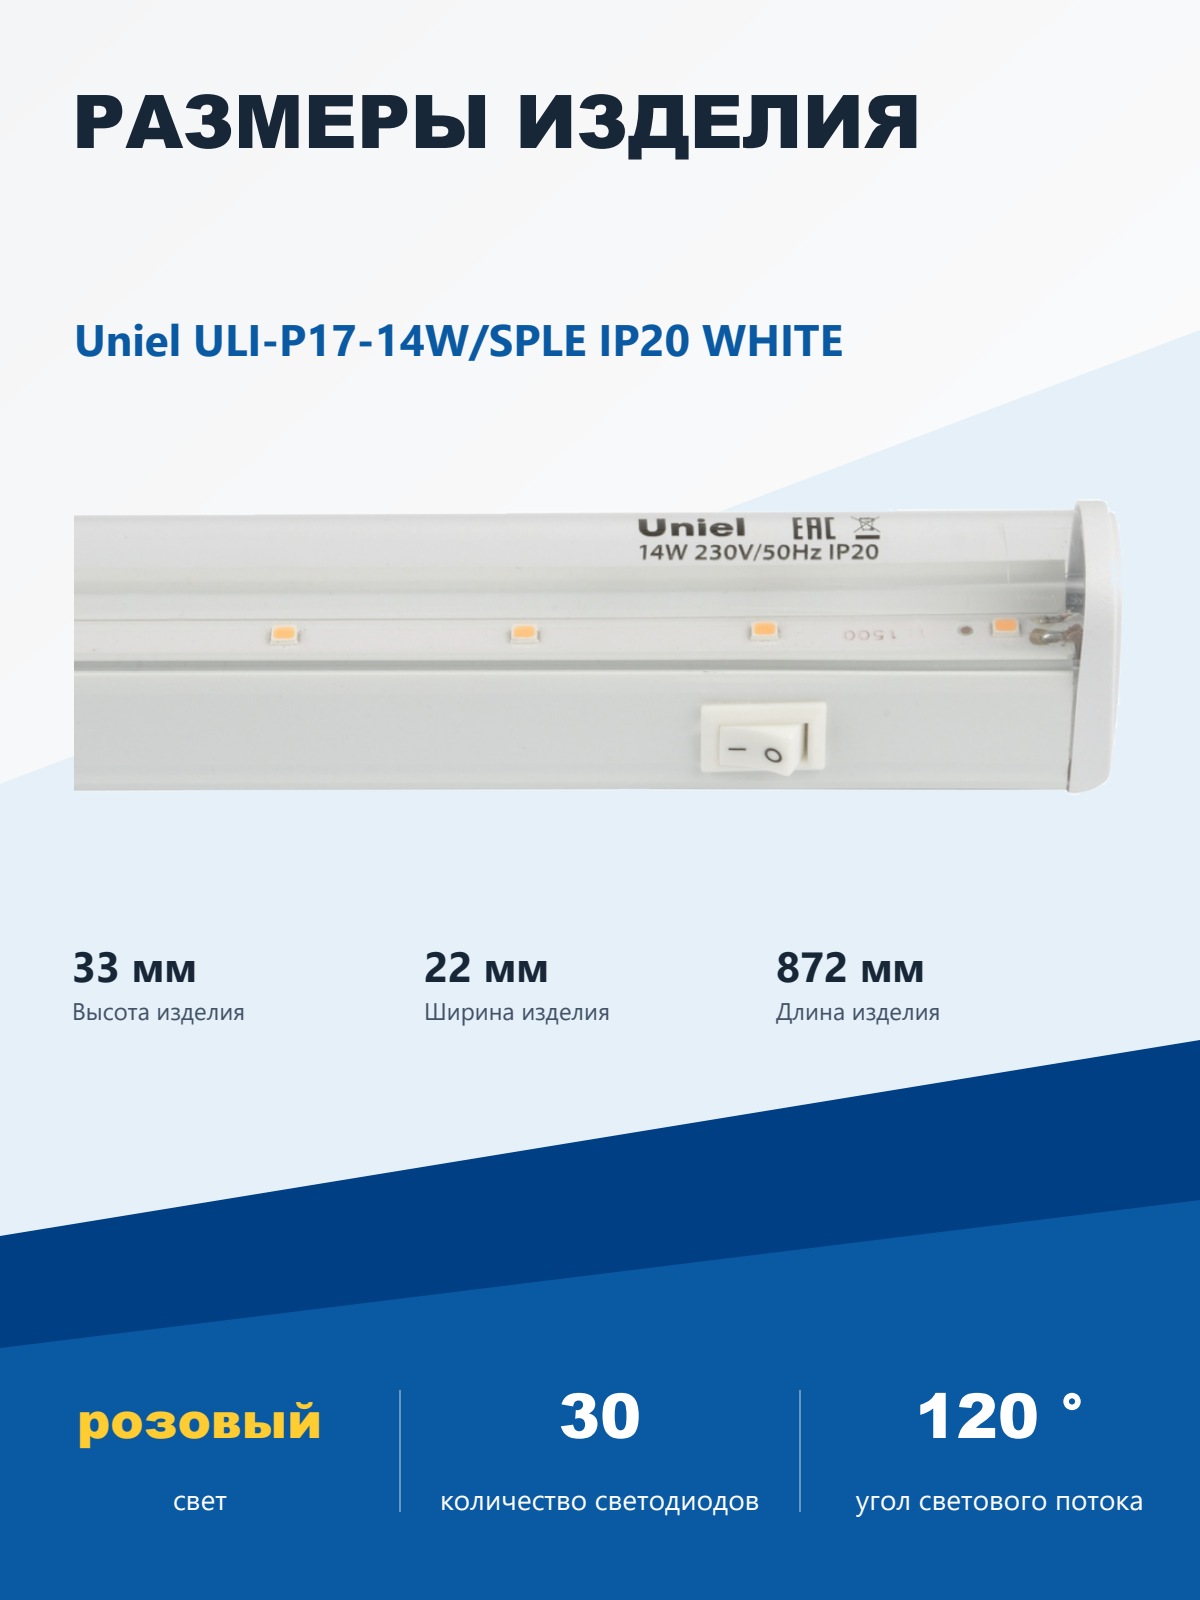 РАЗМЕРЫ ИЗДЕЛИЯ
Uniel ULI-P17-14W/SPLE IP20 WHITE
Uniel EAC
14W 230V/50Hz IP20
1500
I O
33 мм
Высота изделия
22 мм
Ширина изделия
872 мм
Длина изделия
розовый
свет
30
количество светодиодов
120 °
угол светового потока